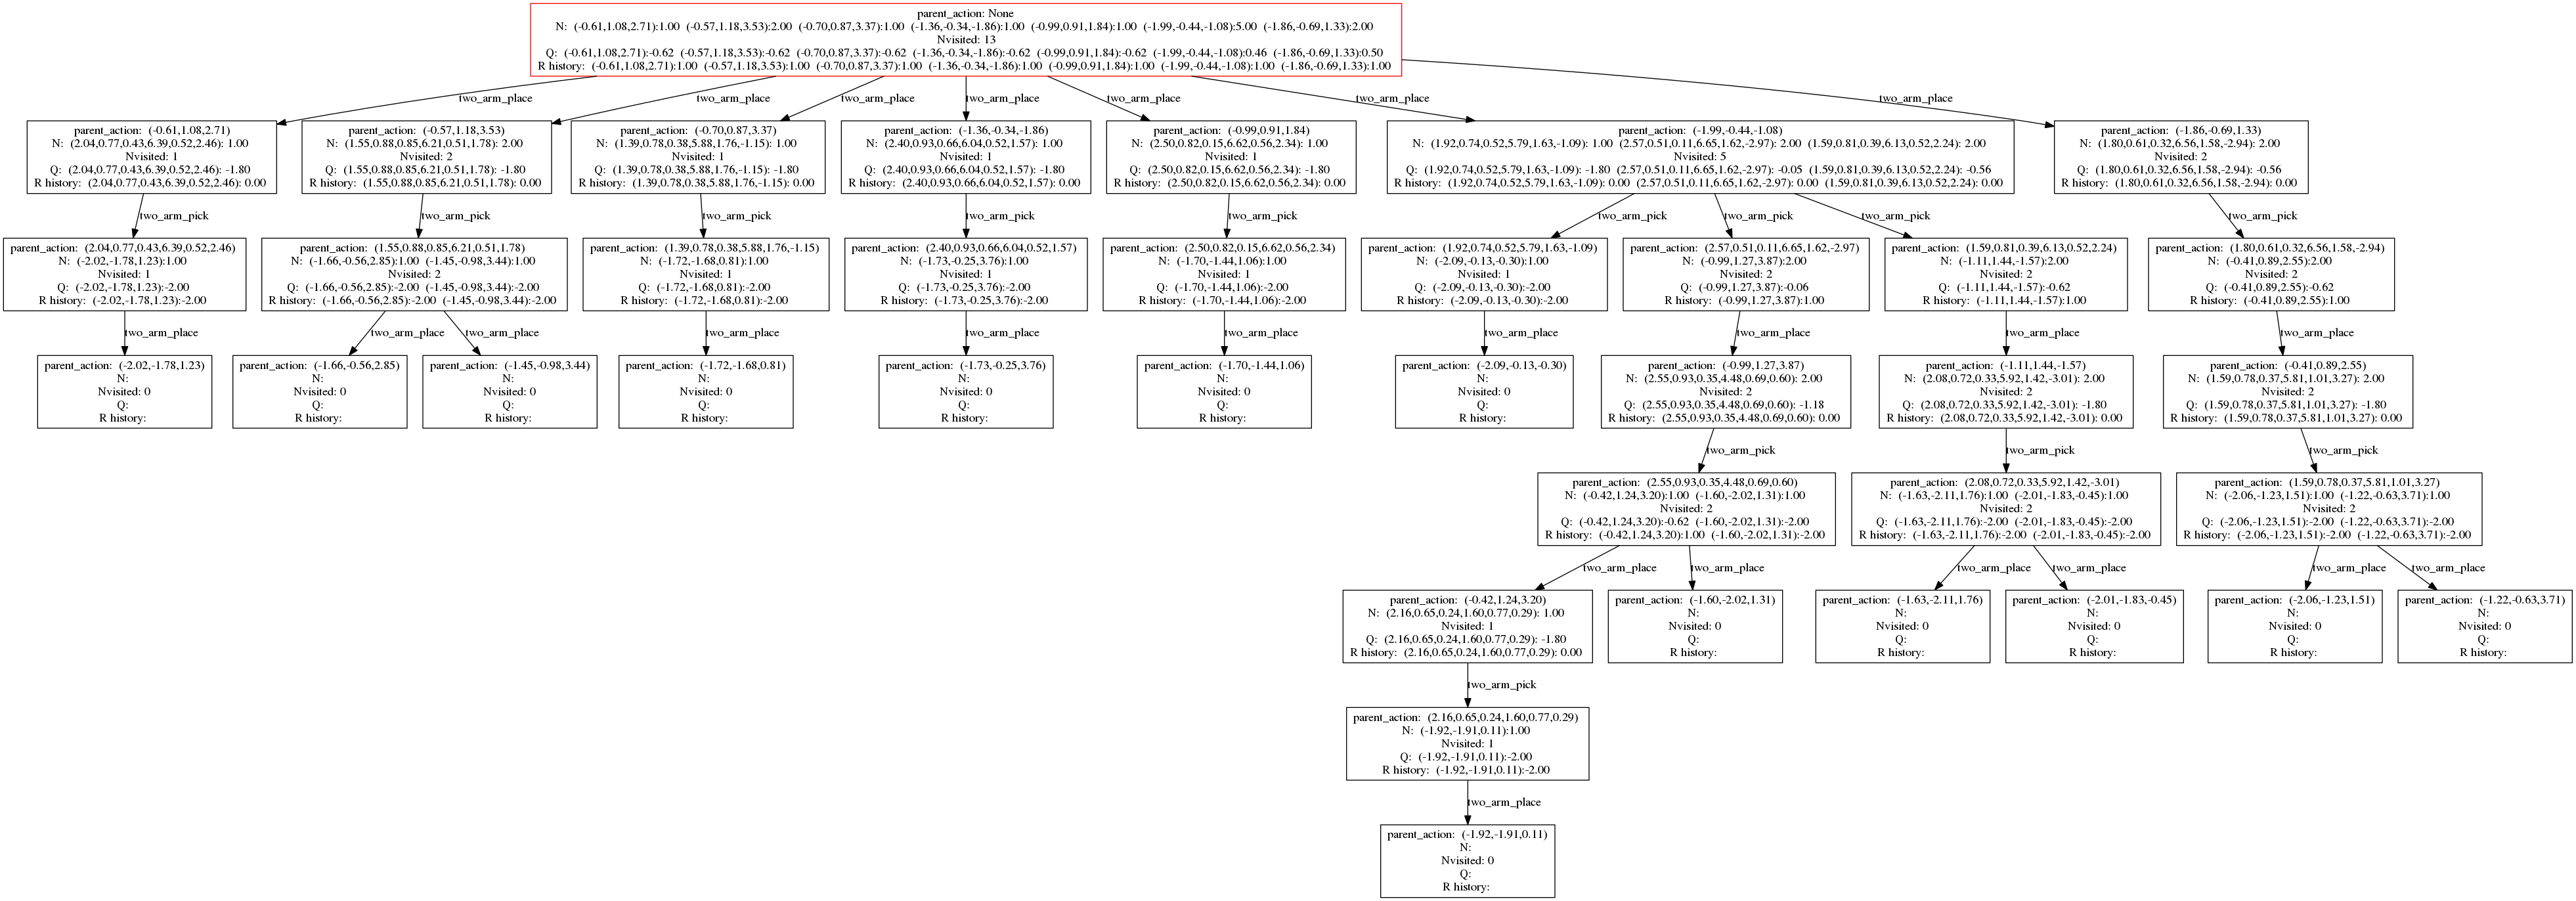 parent_action: None
N: (-0.61,1.08,2.71):1.00 (-0.57,1.18,3.53):2.00 (-0.70,0.87,3.37):1.00 (-1.36,-0.34,-1.86):1.00 (-0.99,0.91,1.84):1.00 (-1.99,-0.44,-1.08):5.00 (-1.86,-0.69,1.33):2.00
Nvisited: 13
Q: (-0.61,1.08,2.71):-0.62 (-0.57,1.18,3.53):-0.62 (-0.70,0.87,3.37):-0.62 (-1.36,-0.34,-1.86):-0.62 (-0.99,0.91,1.84):-0.62 (-1.99,-0.44,-1.08):0.46 (-1.86,-0.69,1.33):0.50
R history: (-0.61,1.08,2.71):1.00 (-0.57,1.18,3.53):1.00 (-0.70,0.87,3.37):1.00 (-1.36,-0.34,-1.86):1.00 (-0.99,0.91,1.84):1.00 (-1.99,-0.44,-1.08):1.00 (-1.86,-0.69,1.33):1.00
two_arm_place
two_arm_place
two_arm_place
two_arm_place
two_arm_place
two_arm_place
two_arm_place
parent_action: (-0.61,1.08,2.71)
N: (2.04,0.77,0.43,6.39,0.52,2.46): 1.00
Nvisited: 1
Q: (2.04,0.77,0.43,6.39,0.52,2.46): -1.80
R history: (2.04,0.77,0.43,6.39,0.52,2.46): 0.00
parent_action: (-0.57,1.18,3.53)
N: (1.55,0.88,0.85,6.21,0.51,1.78): 2.00
Nvisited: 2
Q: (1.55,0.88,0.85,6.21,0.51,1.78): -1.80
R history: (1.55,0.88,0.85,6.21,0.51,1.78): 0.00
parent_action: (-0.70,0.87,3.37)
N: (1.39,0.78,0.38,5.88,1.76,-1.15): 1.00
Nvisited: 1
Q: (1.39,0.78,0.38,5.88,1.76,-1.15): -1.80
R history: (1.39,0.78,0.38,5.88,1.76,-1.15): 0.00
parent_action: (-1.36,-0.34,-1.86)
N: (2.40,0.93,0.66,6.04,0.52,1.57): 1.00
Nvisited: 1
Q: (2.40,0.93,0.66,6.04,0.52,1.57): -1.80
R history: (2.40,0.93,0.66,6.04,0.52,1.57): 0.00
parent_action: (-0.99,0.91,1.84)
N: (2.50,0.82,0.15,6.62,0.56,2.34): 1.00
Nvisited: 1
Q: (2.50,0.82,0.15,6.62,0.56,2.34): -1.80
R history: (2.50,0.82,0.15,6.62,0.56,2.34): 0.00
parent_action: (-1.99,-0.44,-1.08)
N: (1.92,0.74,0.52,5.79,1.63,-1.09): 1.00 (2.57,0.51,0.11,6.65,1.62,-2.97): 2.00 (1.59,0.81,0.39,6.13,0.52,2.24): 2.00
Nvisited: 5
Q: (1.92,0.74,0.52,5.79,1.63,-1.09): -1.80 (2.57,0.51,0.11,6.65,1.62,-2.97): -0.05 (1.59,0.81,0.39,6.13,0.52,2.24): -0.56
R history: (1.92,0.74,0.52,5.79,1.63,-1.09): 0.00 (2.57,0.51,0.11,6.65,1.62,-2.97): 0.00 (1.59,0.81,0.39,6.13,0.52,2.24): 0.00
parent_action: (-1.86,-0.69,1.33)
N: (1.80,0.61,0.32,6.56,1.58,-2.94): 2.00
Nvisited: 2
Q: (1.80,0.61,0.32,6.56,1.58,-2.94): -0.56
R history: (1.80,0.61,0.32,6.56,1.58,-2.94): 0.00
two_arm_pick
two_arm_pick
two_arm_pick
two_arm_pick
two_arm_pick
two_arm_pick
two_arm_pick
two_arm_pick
two_arm_pick
parent_action: (2.04,0.77,0.43,6.39,0.52,2.46)
N: (-2.02,-1.78,1.23):1.00
Nvisited: 1
Q: (-2.02,-1.78,1.23):-2.00
R history: (-2.02,-1.78,1.23):-2.00
parent_action: (1.55,0.88,0.85,6.21,0.51,1.78)
N: (-1.66,-0.56,2.85):1.00 (-1.45,-0.98,3.44):1.00
Nvisited: 2
Q: (-1.66,-0.56,2.85):-2.00 (-1.45,-0.98,3.44):-2.00
R history: (-1.66,-0.56,2.85):-2.00 (-1.45,-0.98,3.44):-2.00
parent_action: (1.39,0.78,0.38,5.88,1.76,-1.15)
N: (-1.72,-1.68,0.81):1.00
Nvisited: 1
Q: (-1.72,-1.68,0.81):-2.00
R history: (-1.72,-1.68,0.81):-2.00
parent_action: (2.40,0.93,0.66,6.04,0.52,1.57)
N: (-1.73,-0.25,3.76):1.00
Nvisited: 1
Q: (-1.73,-0.25,3.76):-2.00
R history: (-1.73,-0.25,3.76):-2.00
parent_action: (2.50,0.82,0.15,6.62,0.56,2.34)
N: (-1.70,-1.44,1.06):1.00
Nvisited: 1
Q: (-1.70,-1.44,1.06):-2.00
R history: (-1.70,-1.44,1.06):-2.00
parent_action: (1.92,0.74,0.52,5.79,1.63,-1.09)
N: (-2.09,-0.13,-0.30):1.00
Nvisited: 1
Q: (-2.09,-0.13,-0.30):-2.00
R history: (-2.09,-0.13,-0.30):-2.00
parent_action: (2.57,0.51,0.11,6.65,1.62,-2.97)
N: (-0.99,1.27,3.87):2.00
Nvisited: 2
Q: (-0.99,1.27,3.87):-0.06
R history: (-0.99,1.27,3.87):1.00
parent_action: (1.59,0.81,0.39,6.13,0.52,2.24)
N: (-1.11,1.44,-1.57):2.00
Nvisited: 2
Q: (-1.11,1.44,-1.57):-0.62
R history: (-1.11,1.44,-1.57):1.00
parent_action: (1.80,0.61,0.32,6.56,1.58,-2.94)
N: (-0.41,0.89,2.55):2.00
Nvisited: 2
Q: (-0.41,0.89,2.55):-0.62
R history: (-0.41,0.89,2.55):1.00
two_arm_place
two_arm_place
two_arm_place
two_arm_place
two_arm_place
two_arm_place
two_arm_place
two_arm_place
two_arm_place
two_arm_place
parent_action: (-2.02,-1.78,1.23)
N:
Nvisited: 0
Q:
R history:
parent_action: (-1.66,-0.56,2.85)
N:
Nvisited: 0
Q:
R history:
parent_action: (-1.45,-0.98,3.44)
N:
Nvisited: 0
Q:
R history:
parent_action: (-1.72,-1.68,0.81)
N:
Nvisited: 0
Q:
R history:
parent_action: (-1.73,-0.25,3.76)
N:
Nvisited: 0
Q:
R history:
parent_action: (-1.70,-1.44,1.06)
N:
Nvisited: 0
Q:
R history:
parent_action: (-2.09,-0.13,-0.30)
N:
Nvisited: 0
Q:
R history:
parent_action: (-0.99,1.27,3.87)
N: (2.55,0.93,0.35,4.48,0.69,0.60): 2.00
Nvisited: 2
Q: (2.55,0.93,0.35,4.48,0.69,0.60): -1.18
R history: (2.55,0.93,0.35,4.48,0.69,0.60): 0.00
parent_action: (-1.11,1.44,-1.57)
N: (2.08,0.72,0.33,5.92,1.42,-3.01): 2.00
Nvisited: 2
Q: (2.08,0.72,0.33,5.92,1.42,-3.01): -1.80
R history: (2.08,0.72,0.33,5.92,1.42,-3.01): 0.00
parent_action: (-0.41,0.89,2.55)
N: (1.59,0.78,0.37,5.81,1.01,3.27): 2.00
Nvisited: 2
Q: (1.59,0.78,0.37,5.81,1.01,3.27): -1.80
R history: (1.59,0.78,0.37,5.81,1.01,3.27): 0.00
two_arm_pick
two_arm_pick
two_arm_pick
parent_action: (2.55,0.93,0.35,4.48,0.69,0.60)
N: (-0.42,1.24,3.20):1.00 (-1.60,-2.02,1.31):1.00
Nvisited: 2
Q: (-0.42,1.24,3.20):-0.62 (-1.60,-2.02,1.31):-2.00
R history: (-0.42,1.24,3.20):1.00 (-1.60,-2.02,1.31):-2.00
parent_action: (2.08,0.72,0.33,5.92,1.42,-3.01)
N: (-1.63,-2.11,1.76):1.00 (-2.01,-1.83,-0.45):1.00
Nvisited: 2
Q: (-1.63,-2.11,1.76):-2.00 (-2.01,-1.83,-0.45):-2.00
R history: (-1.63,-2.11,1.76):-2.00 (-2.01,-1.83,-0.45):-2.00
parent_action: (1.59,0.78,0.37,5.81,1.01,3.27)
N: (-2.06,-1.23,1.51):1.00 (-1.22,-0.63,3.71):1.00
Nvisited: 2
Q: (-2.06,-1.23,1.51):-2.00 (-1.22,-0.63,3.71):-2.00
R history: (-2.06,-1.23,1.51):-2.00 (-1.22,-0.63,3.71):-2.00
two_arm_place
two_arm_place
two_arm_place
two_arm_place
two_arm_place
two_arm_place
parent_action: (-0.42,1.24,3.20)
N: (2.16,0.65,0.24,1.60,0.77,0.29): 1.00
Nvisited: 1
Q: (2.16,0.65,0.24,1.60,0.77,0.29): -1.80
R history: (2.16,0.65,0.24,1.60,0.77,0.29): 0.00
parent_action: (-1.60,-2.02,1.31)
N:
Nvisited: 0
Q:
R history:
parent_action: (-1.63,-2.11,1.76)
N:
Nvisited: 0
Q:
R history:
parent_action: (-2.01,-1.83,-0.45)
N:
Nvisited: 0
Q:
R history:
parent_action: (-2.06,-1.23,1.51)
N:
Nvisited: 0
Q:
R history:
parent_action: (-1.22,-0.63,3.71)
N:
Nvisited: 0
Q:
R history:
two_arm_pick
parent_action: (2.16,0.65,0.24,1.60,0.77,0.29)
N: (-1.92,-1.91,0.11):1.00
Nvisited: 1
Q: (-1.92,-1.91,0.11):-2.00
R history: (-1.92,-1.91,0.11):-2.00
two_arm_place
parent_action: (-1.92,-1.91,0.11)
N:
Nvisited: 0
Q:
R history: